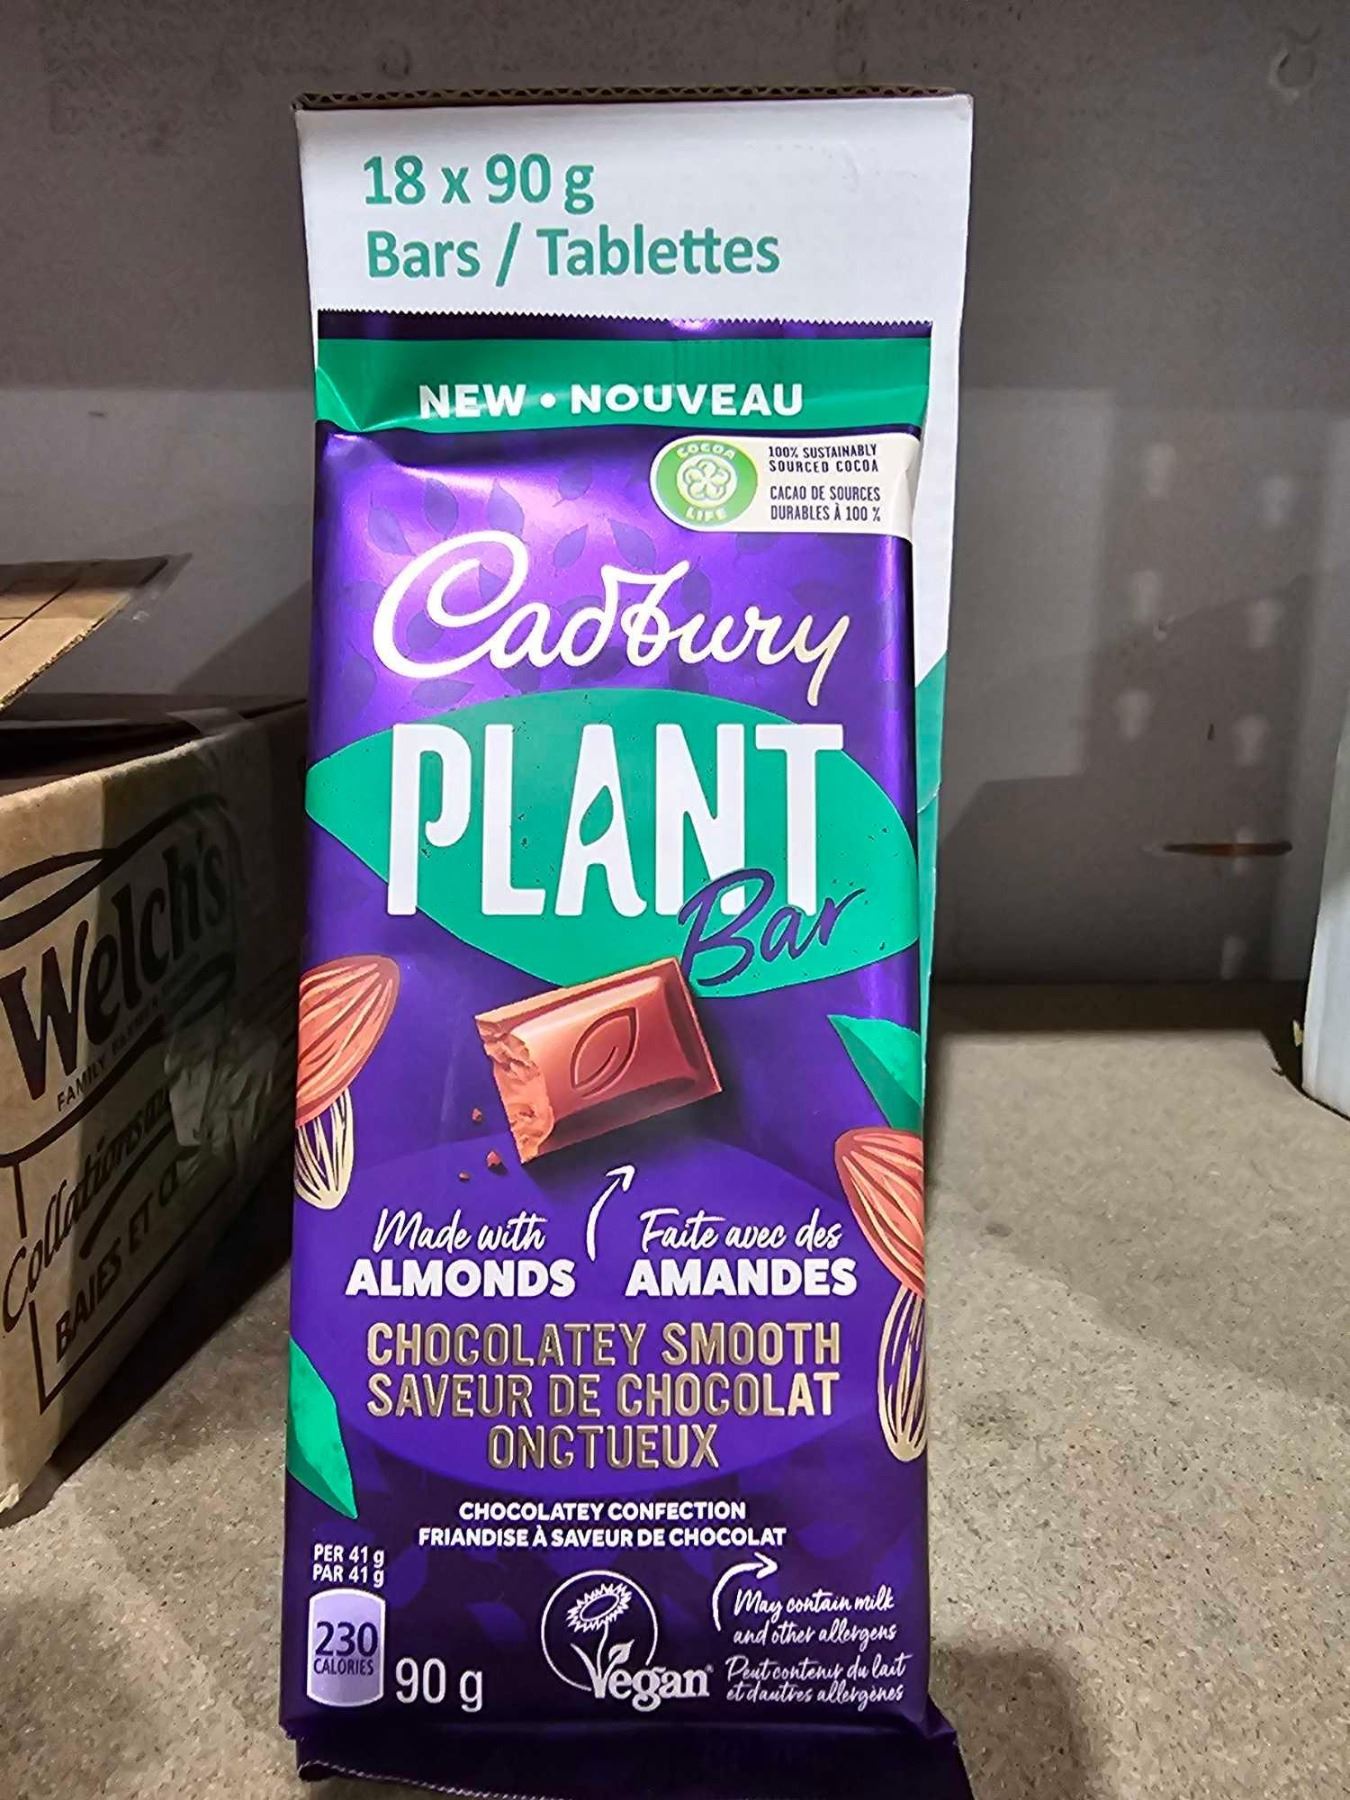 18 x 90 g
Bars / Tablettes
NEW • NOUVEAU
COCOA
LIFE
100% SUSTAINABLY
SOURCED COCOA
CACAO DE SOURCES
DURABLES À 100 %
Cadbury
PLANT
Bar
Made with
ALMONDS
Faite avec des
AMANDES
CHOCOLATEY SMOOTH
SAVEUR DE CHOCOLAT
ONCTUEUX
CHOCOLATEY CONFECTION
FRIANDISE À SAVEUR DE CHOCOLAT
PER 41 g
PAR 41 g
230
CALORIES
90 g
Vegan
May contain milk
and other allergens
Peut contenir du lait
et d'autres allergènes
Welch's
FAMILY
Collations
BAIES ET